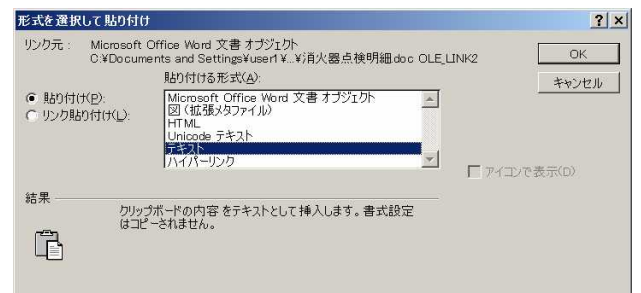 形式を選択して貼り付け
リンク元： Microsoft Office Word 文書 オブジェクト
C:¥Documents and Settings¥user1¥...¥消火器点検明細doc OLE_LINK2
OK
キャンセル
貼り付ける形式(A):
貼り付け(P):
リンク貼り付け(L):
Microsoft Office Word 文書 オブジェクト
図 (拡張メタファイル)
HTML
Unicode テキスト
テキスト
ハイパーリンク
アイコンで表示(D)
結果
クリップボードの内容をテキストとして挿入します。書式設定
はコピーされません。